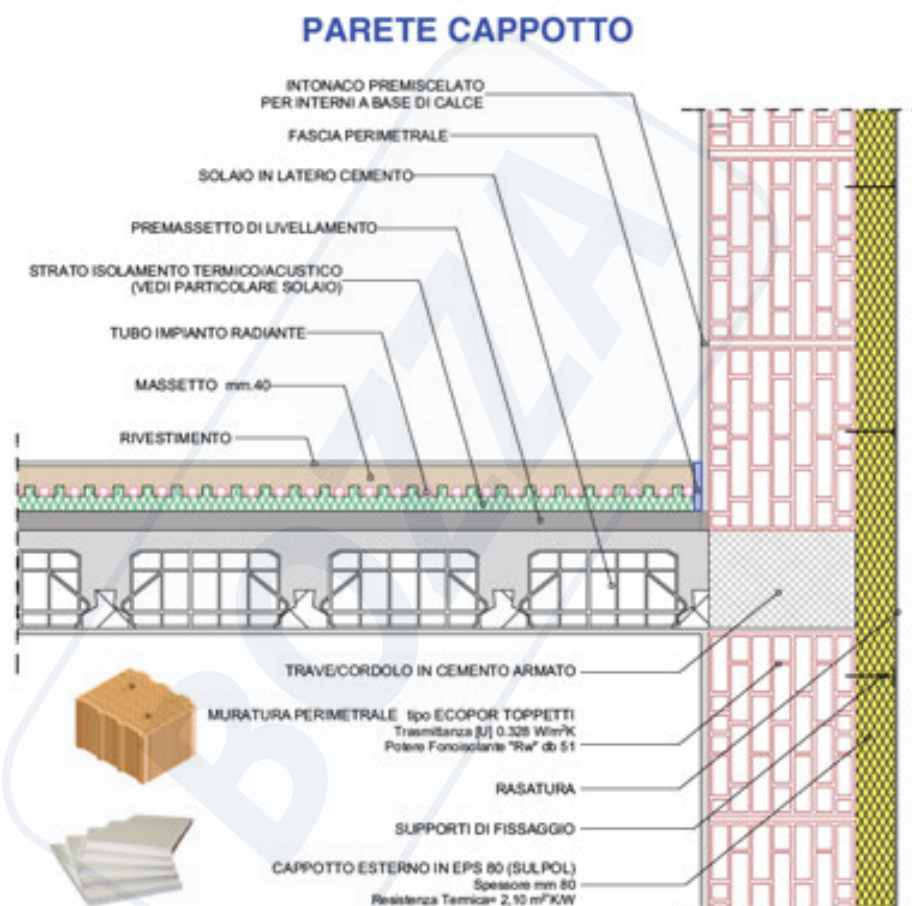 PARETE CAPPOTTO
INTONACO PREMISCELATO
PER INTERNI A BASE DI CALCE
FASCIA PERIMETRALE
SOLAIO IN LATERO CEMENTO
PREMASSETTO DI LIVELLAMENTO
STRATO ISOLAMENTO TERMICO/ACUSTICO
(VEDI PARTICOLARE SOLAIO)
TUBO IMPIANTO RADIANTE
MASSETTO mm.40
RIVESTIMENTO
TRAVE/CORDOLO IN CEMENTO ARMATO
MURATURA PERIMETRALE tipo ECOPOR TOPPETTI
Trasmittanza [U] 0.328 W/m²K
Potere Fonoisolante "Rw" db 51
RASATURA
SUPPORTI DI FISSAGGIO
CAPPOTTO ESTERNO IN EPS 80 (SULPOL)
Spessore mm 80
Resistenza Termica= 2,10 m²K/W
BOZZA